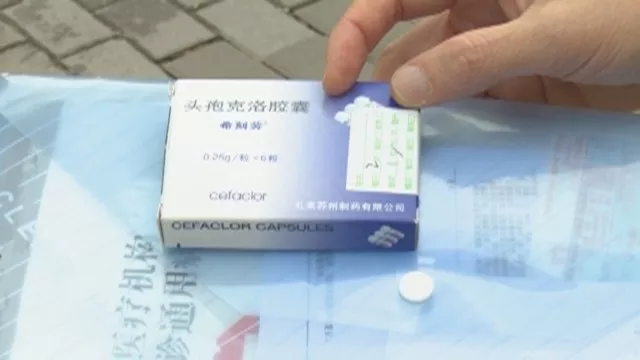 头孢克洛胶囊
希刻劳
0.25g/粒×6粒
cefaclor
礼来苏州制药有限公司
CEFACLOR CAPSULES
医疗机构
诊通用